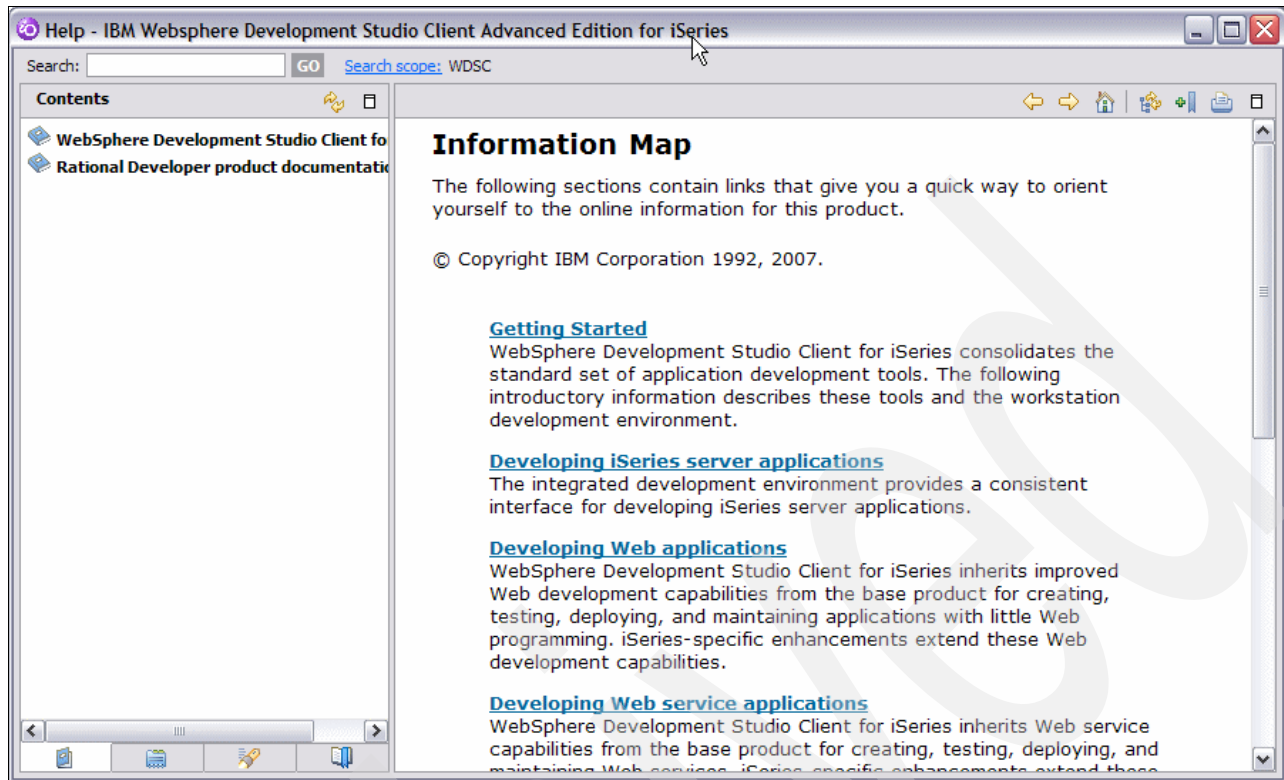 Help - IBM Websphere Development Studio Client Advanced Edition for iSeries
Search: GO Search scope: WDSC
Contents
WebSphere Development Studio Client fo
Rational Developer product documentatio
Information Map
The following sections contain links that give you a quick way to orient
yourself to the online information for this product.
© Copyright IBM Corporation 1992, 2007.
Getting Started
WebSphere Development Studio Client for iSeries consolidates the
standard set of application development tools. The following
introductory information describes these tools and the workstation
development environment.
Developing iSeries server applications
The integrated development environment provides a consistent
interface for developing iSeries server applications.
Developing Web applications
WebSphere Development Studio Client for iSeries inherits improved
Web development capabilities from the base product for creating,
testing, deploying, and maintaining applications with little Web
programming. iSeries-specific enhancements extend these Web
development capabilities.
Developing Web service applications
WebSphere Development Studio Client for iSeries inherits Web service
capabilities from the base product for creating, testing, deploying, and
maintaining Web services. iSeries-specific enhancements extend these